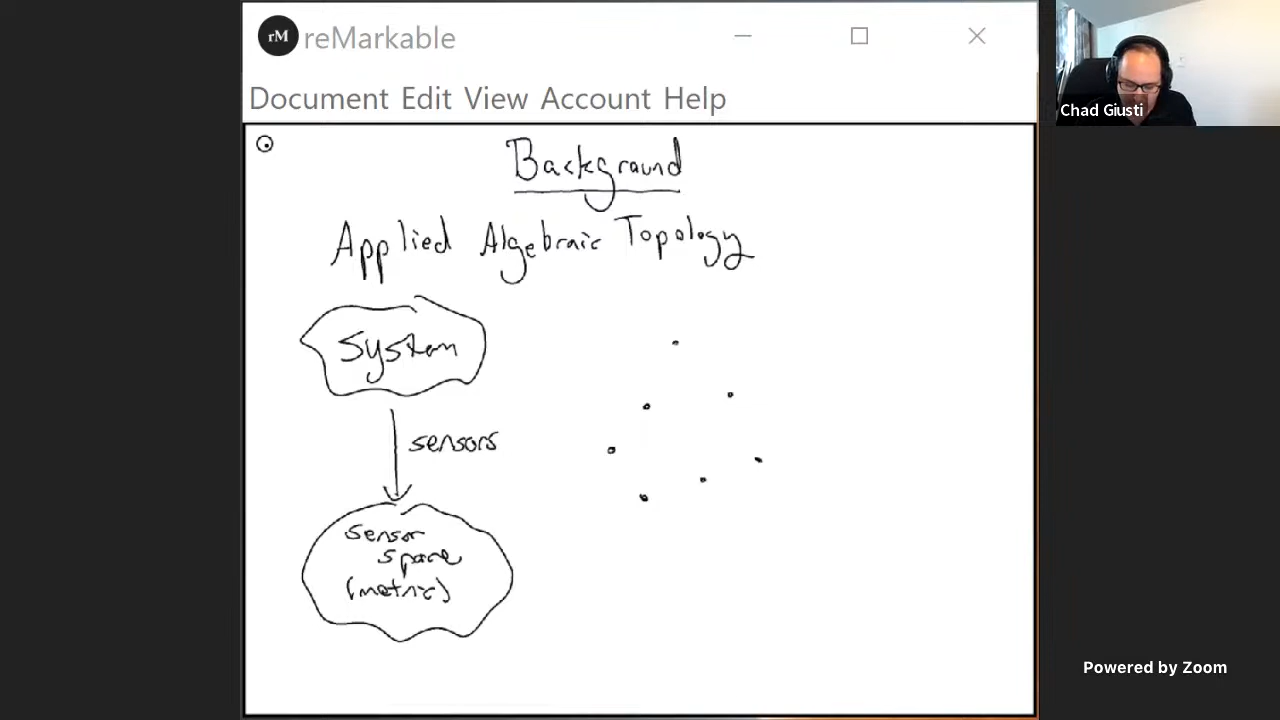 rM reMarkable
Document Edit View Account Help
Background
Applied Algebraic Topology
System
sensors
sensor
space
(metric)
Chad Giusti
Powered by Zoom